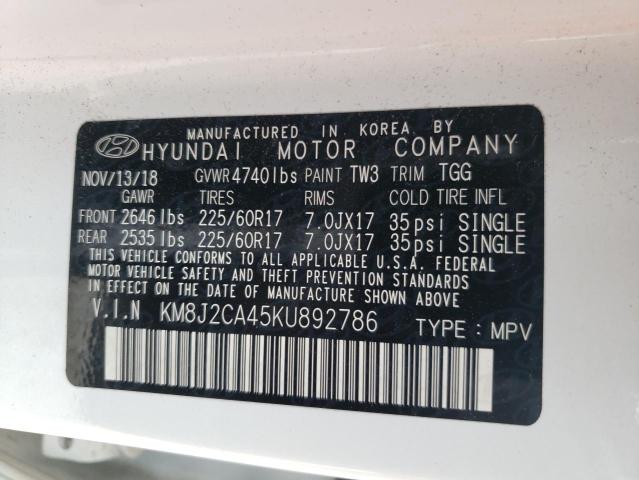 MANUFACTURED IN KOREA BY
HYUNDAI MOTOR COMPANY
NOV/13/18 GVWR4740lbs PAINT TW3 TRIM TGG
GAWR TIRES RIMS COLD TIRE INFL
FRONT 2646lbs 225/60R17 7.0JX17 35psi SINGLE
REAR 2535lbs 225/60R17 7.0JX17 35psi SINGLE
THIS VEHICLE CONFORMS TO ALL APPLICABLE U.S.A. FEDERAL
MOTOR VEHICLE SAFETY AND THEFT PREVENTION STANDARDS
IN EFFECT ON THE DATE OF MANUFACTURE SHOWN ABOVE.
V.I.N KM8J2CA45KU892786 TYPE : MPV